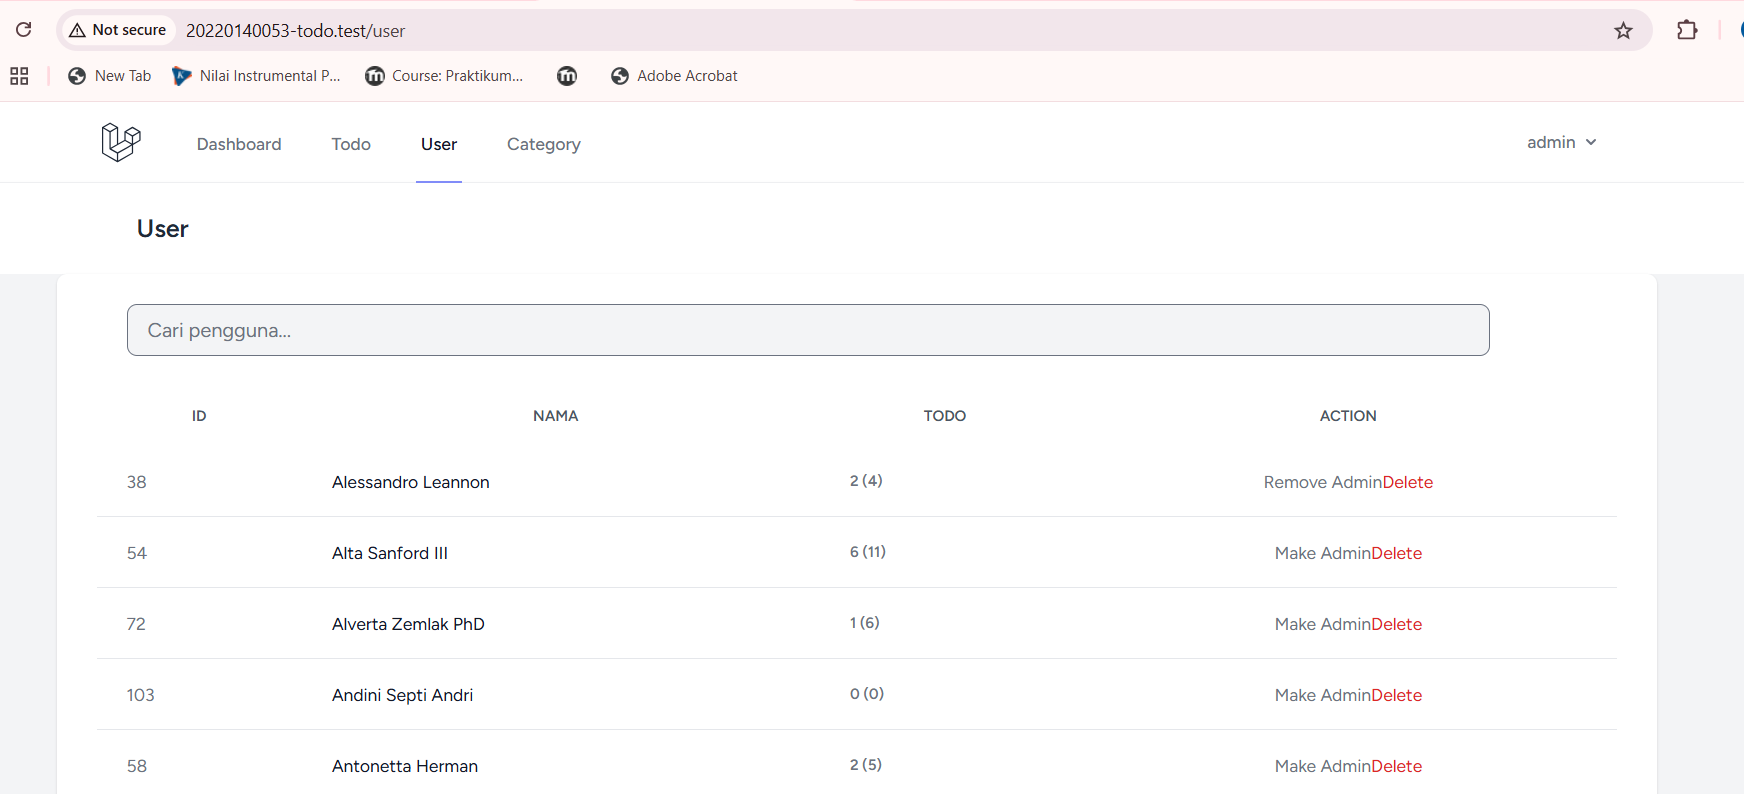 Not secure 20220140053-todo.test/user
New Tab Nilai Instrumental P... Course: Praktikum... Adobe Acrobat
Dashboard Todo User Category admin
User
Cari pengguna...
ID NAMA TODO ACTION
38 Alessandro Leannon 2 (4) Remove AdminDelete
54 Alta Sanford III 6 (11) Make AdminDelete
72 Alverta Zemlak PhD 1 (6) Make AdminDelete
103 Andini Septi Andri 0 (0) Make AdminDelete
58 Antonetta Herman 2 (5) Make AdminDelete